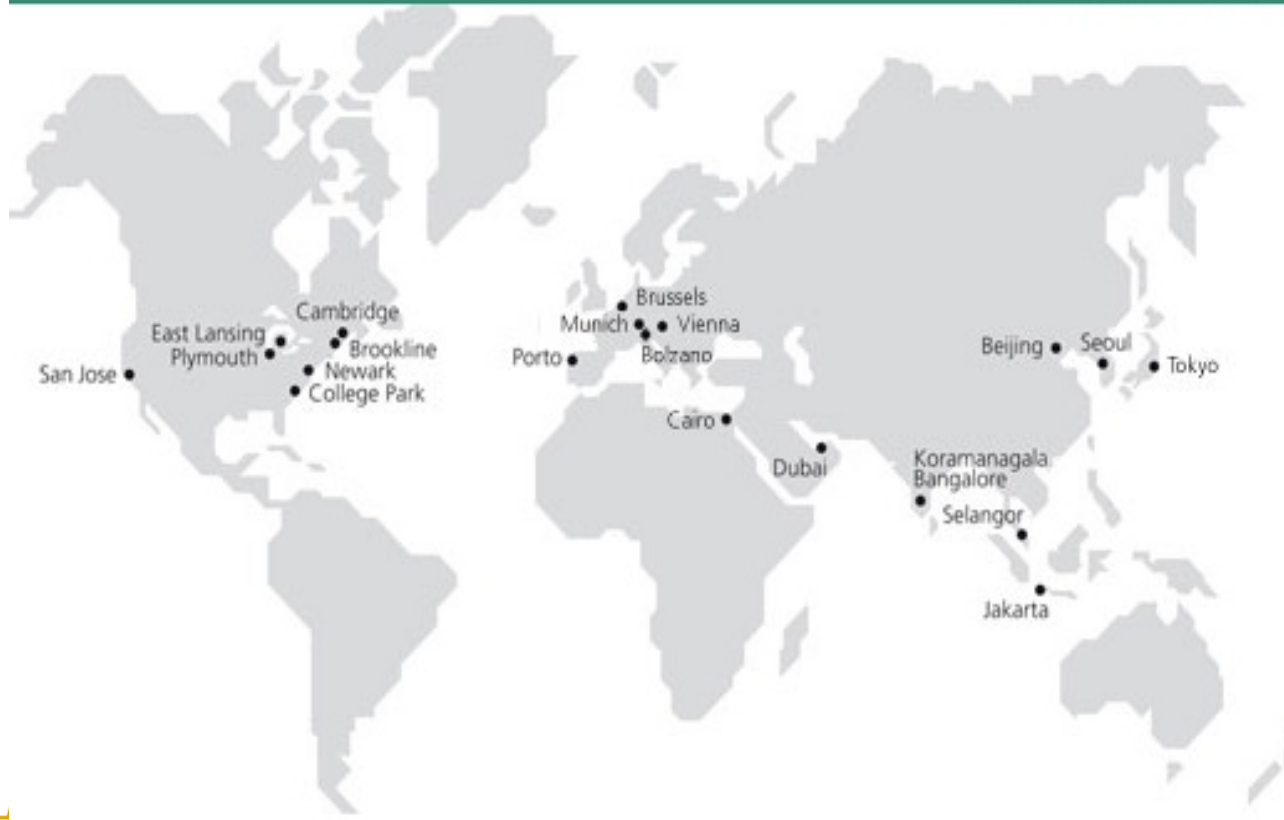 Cambridge
East Lansing
Plymouth
Brookline
San Jose
Newark
College Park
Brussels
Munich
Vienna
Porto
Bolzano
Cairo
Dubai
Beijing
Seoul
Tokyo
Koramanagala
Bangalore
Selangor
Jakarta